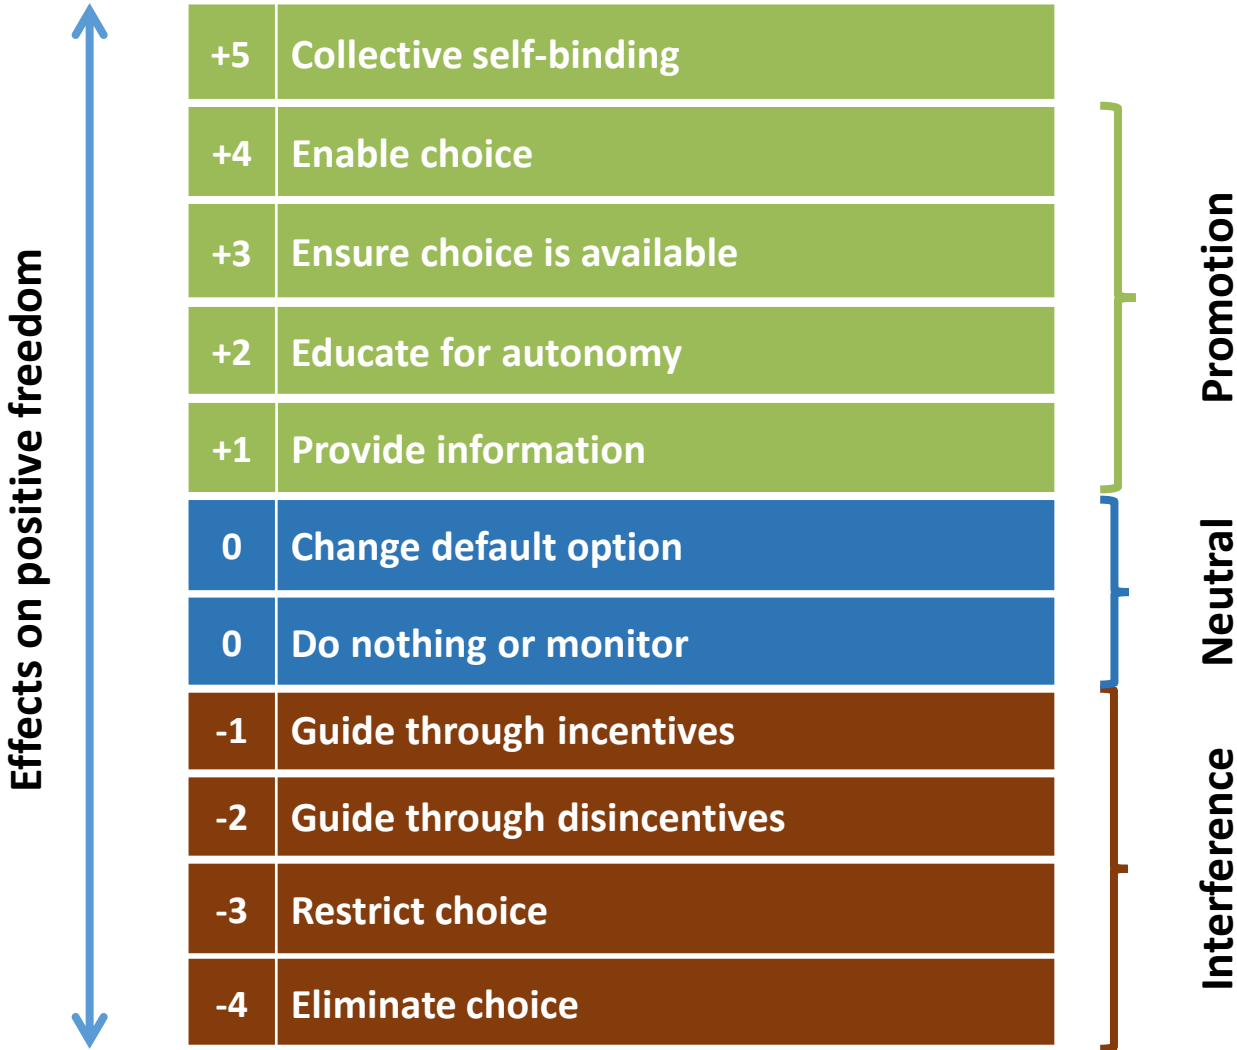 Effects on positive freedom
+5 Collective self-binding
+4 Enable choice
+3 Ensure choice is available
+2 Educate for autonomy
+1 Provide information
0 Change default option
0 Do nothing or monitor
-1 Guide through incentives
-2 Guide through disincentives
-3 Restrict choice
-4 Eliminate choice
Promotion
Neutral
Interference